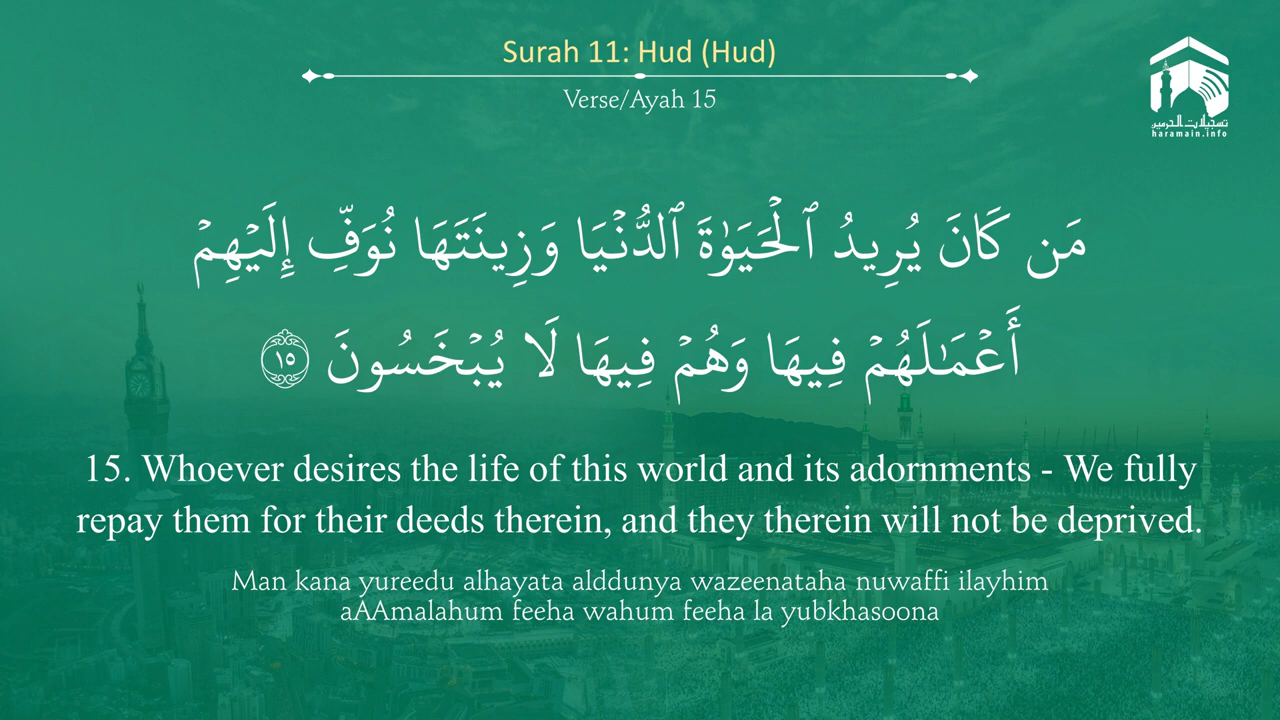 Surah 11: Hud (Hud)
Verse/Ayah 15
تسجيلات الحرمين
haramain.info
مَن كَانَ يُرِيدُ ٱلْحَيَوٰةَ ٱلدُّنْيَا وَزِينَتَهَا نُوَفِّ إِلَيْهِمْ
أَعْمَـٰلَهُمْ فِيهَا وَهُمْ فِيهَا لَا يُبْخَسُونَ ١٥
15. Whoever desires the life of this world and its adornments - We fully
repay them for their deeds therein, and they therein will not be deprived.
Man kana yureedu alhayata alddunya wazeenataha nuwaffi ilayhim
aAAmalahum feeha wahum feeha la yubkhasoona